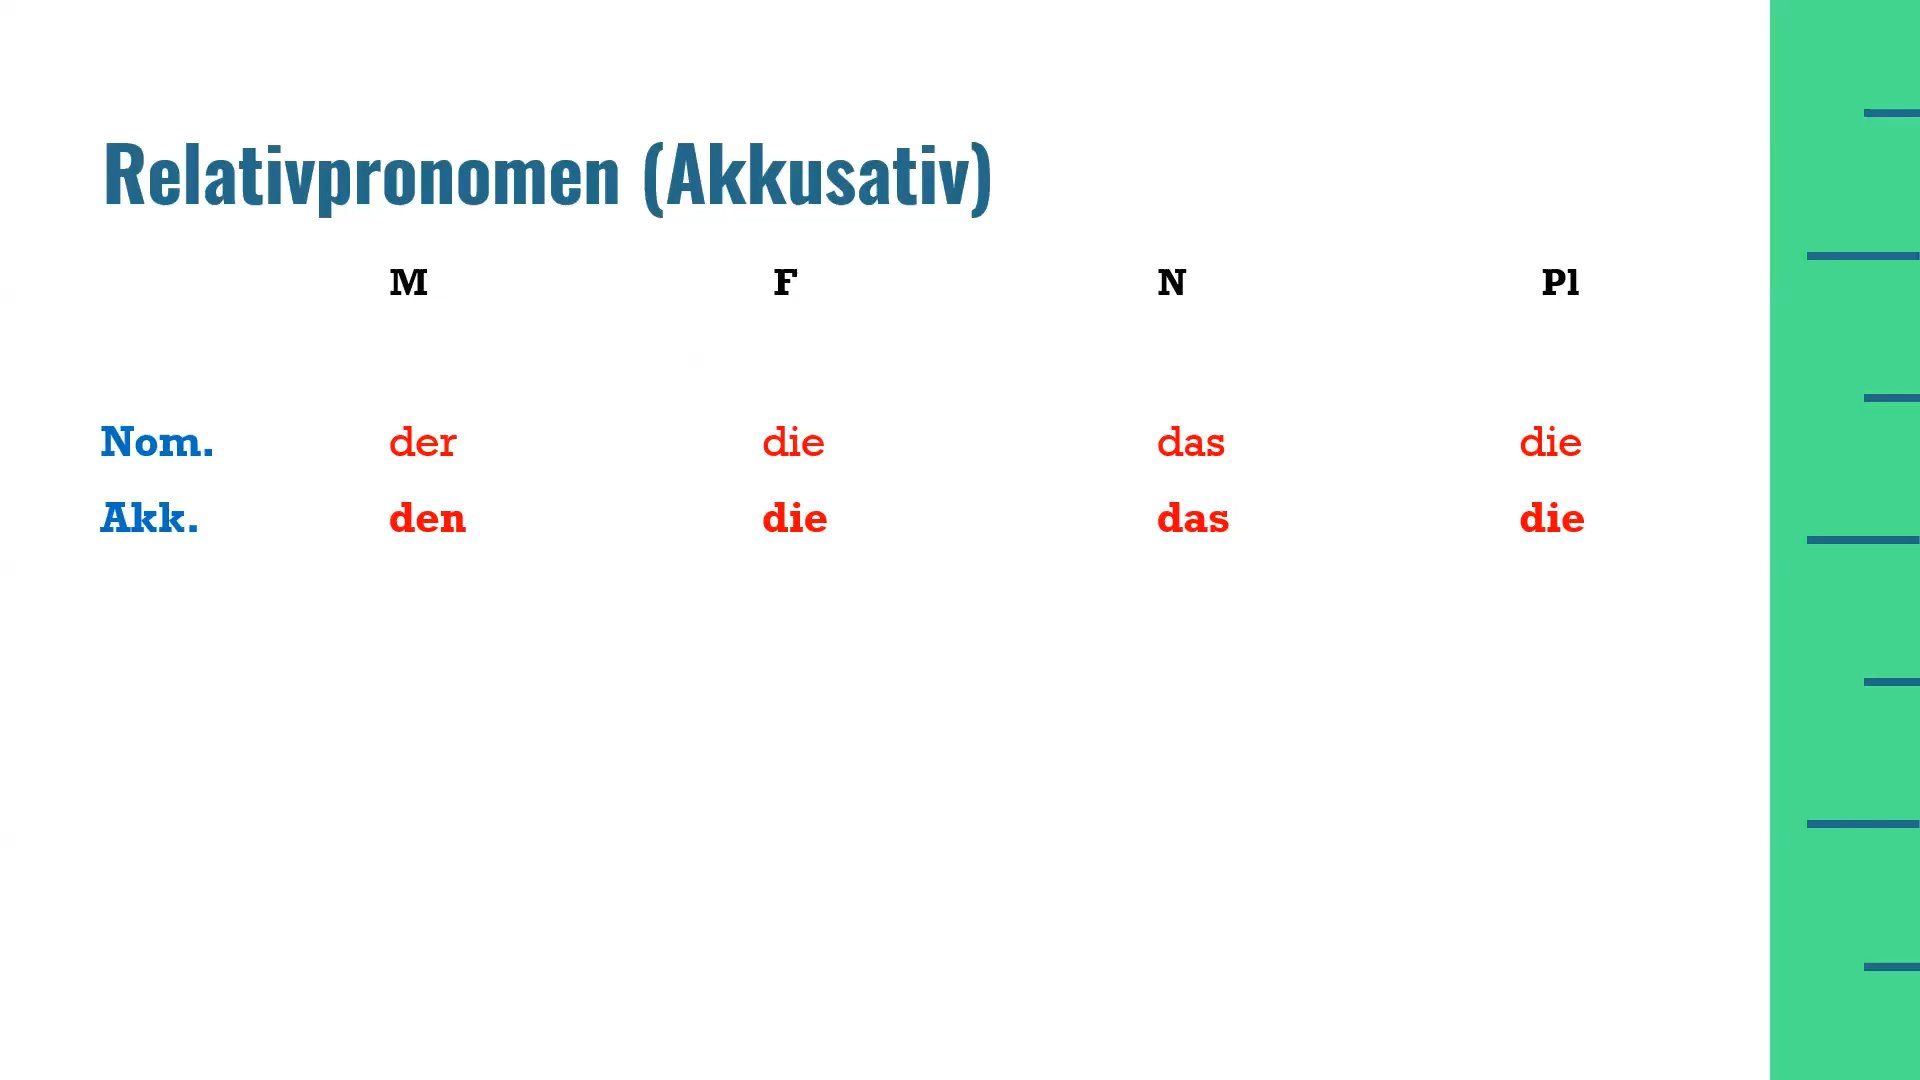 Relativpronomen (Akkusativ)
M F N Pl
Nom. der die das die
Akk. den die das die